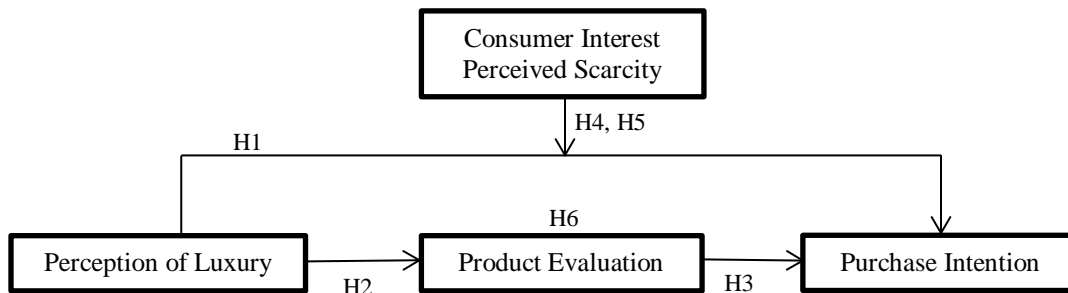 Consumer Interest
Perceived Scarcity
H4, H5
H1
H6
Perception of Luxury
Product Evaluation
Purchase Intention
H2
H3